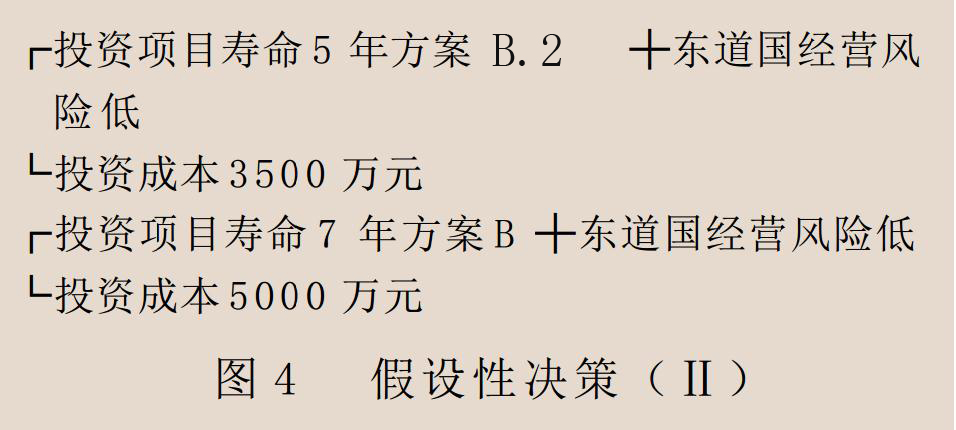 ┏投资项目寿命5 年方案 B.2 ╋东道国经营风
险低
┗投资成本3500 万元
┏投资项目寿命7 年方案B ╋东道国经营风险低
┗投资成本5000 万元
图 4 假设性决策（Ⅱ）